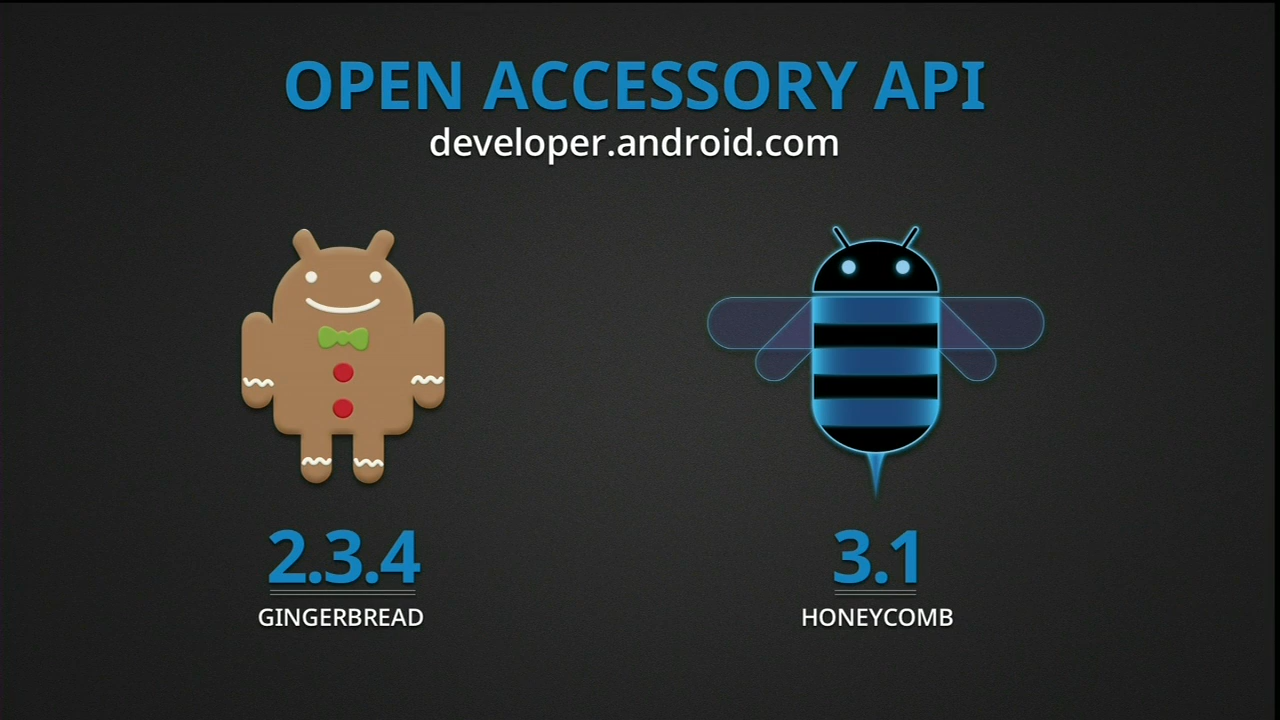 OPEN ACCESSORY API
developer.android.com
2.3.4
3.1
GINGERBREAD
HONEYCOMB